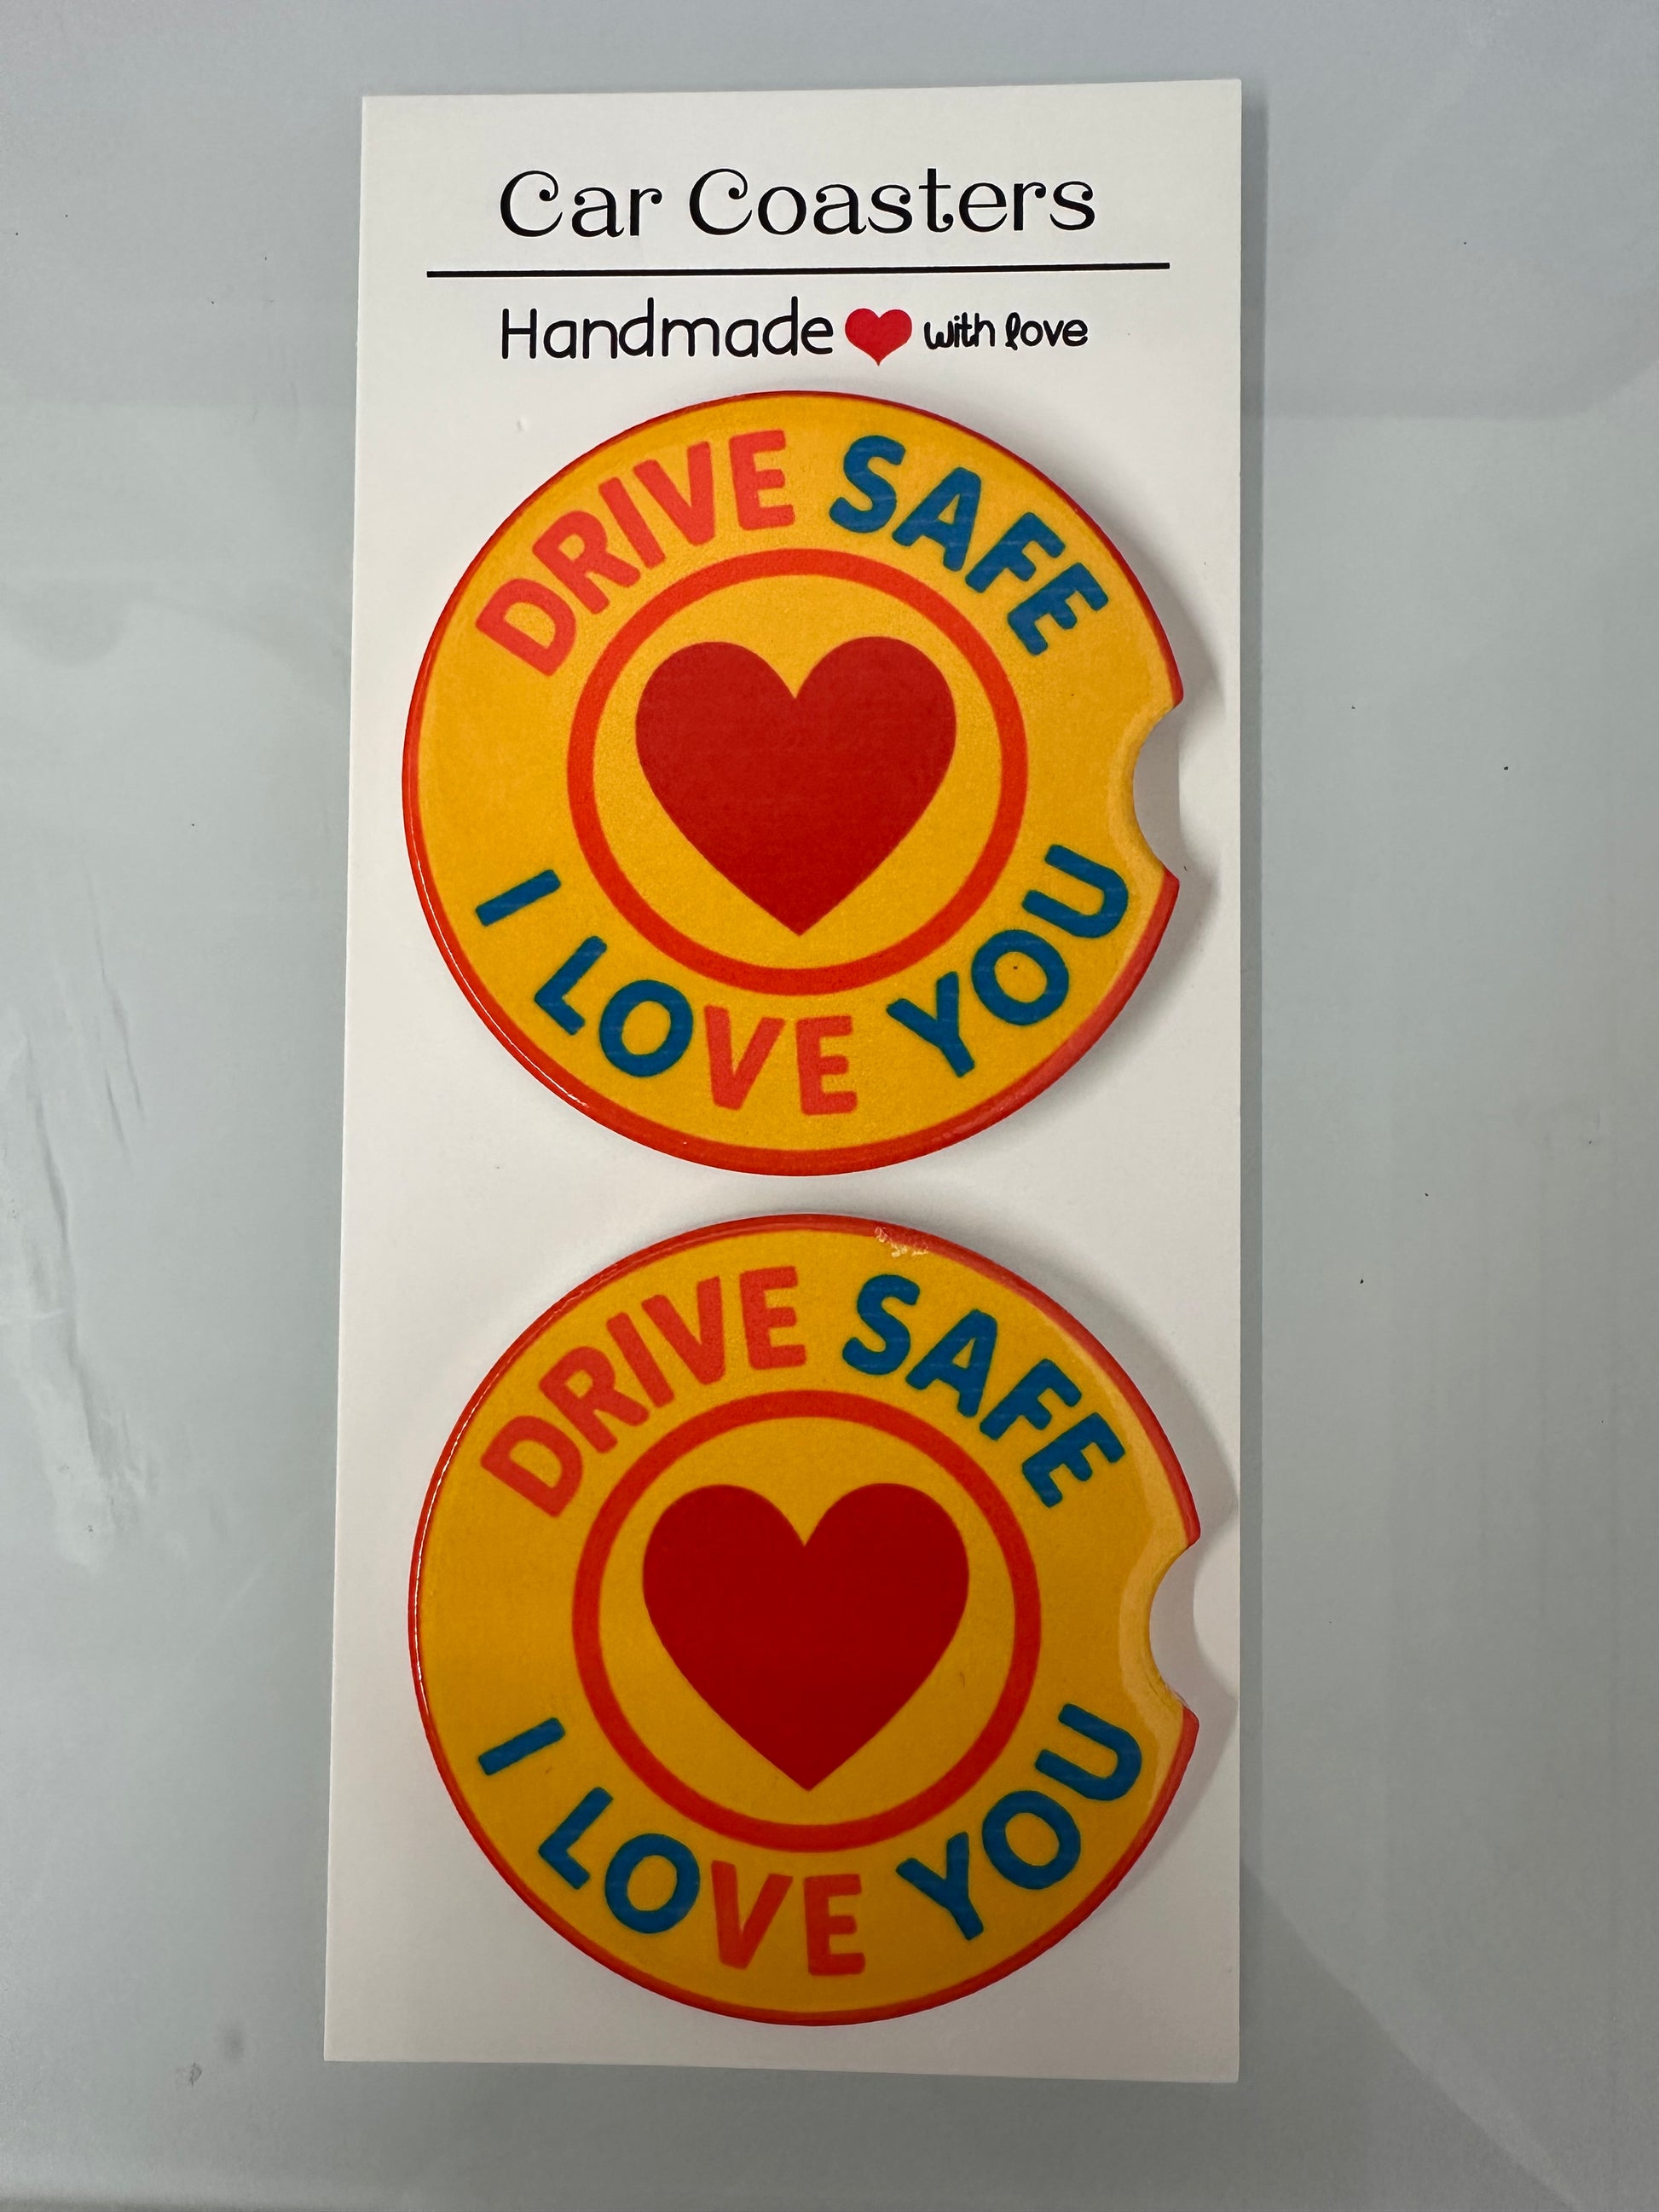 Car Coasters
Handmade with love
DRIVE SAFE
I LOVE YOU
DRIVE SAFE
I LOVE YOU